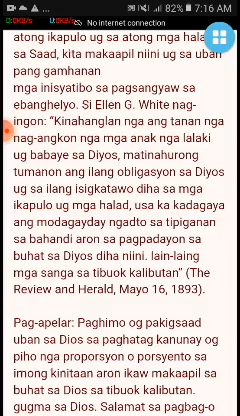 O:0KB/s U:0KB/s 82% 7:16 AM
No internet connection
atong ikapulo ug sa atong mga
sa Saad, kita makaapil niini ug sa uban
pang gamhanan
mga inisyatibo sa pagsangyaw sa
ebanghelyo. Si Ellen G. White nag-
ingon: “Kinahanglan nga ang tanan nga
nag-angkon nga mga anak nga lalaki
ug babaye sa Diyos, matinahurong
tumanon ang ilang obligasyon sa Diyos
ug sa ilang isigkatawo diha sa mga
ikapulo ug mga halad, usa ka kadagaya
ang modagayday ngadto sa tipiganan
sa bahandi aron sa pagpadayon sa
buhat sa Diyos dha niini. lain-laing
mga sanga sa tibuok kalibutan” (The
Review and Herald, Mayo 16, 1893).
Pag-apelar: Paghimo og pakigsaad
uban sa Dios sa paghatag kanunay og
piho nga proporsyon o porsyento sa
imong kinitaan aron ikaw makaapil sa
buhat sa Dios sa tibuok kalibutan.
gugma sa Dios. Salamat sa pagbag-o